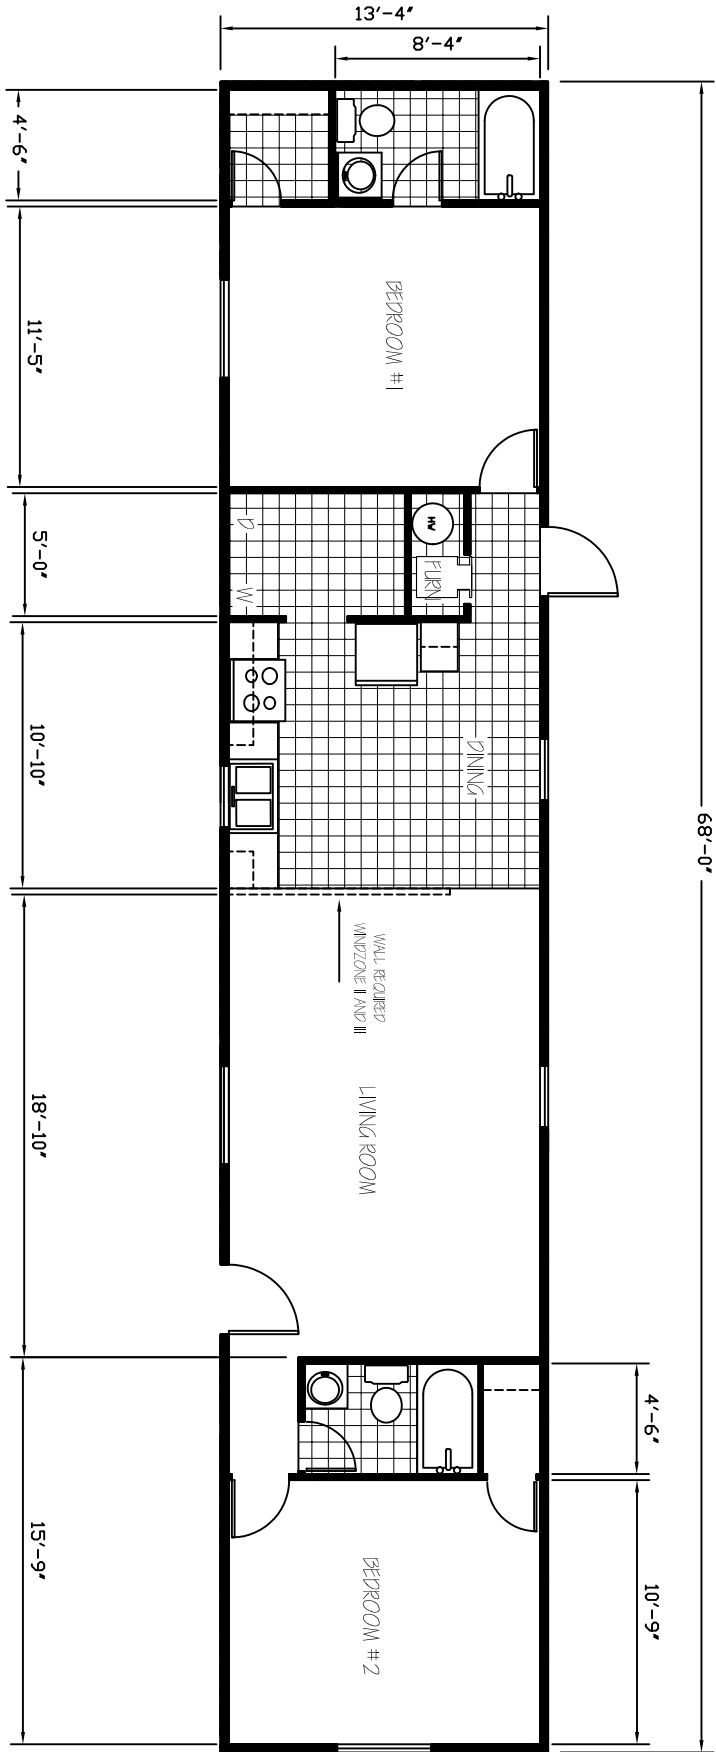 13'-4"
8'-4"
4'-6"
11'-5"
BEDROOM #1
5'-0"
D
W
HW
FURN
10'-10"
DINING
68'-0"
WALL REQUIRED
WINDZONE II AND III
18'-10"
LIVING ROOM
4'-6"
15'-9"
10'-9"
BEDROOM #2